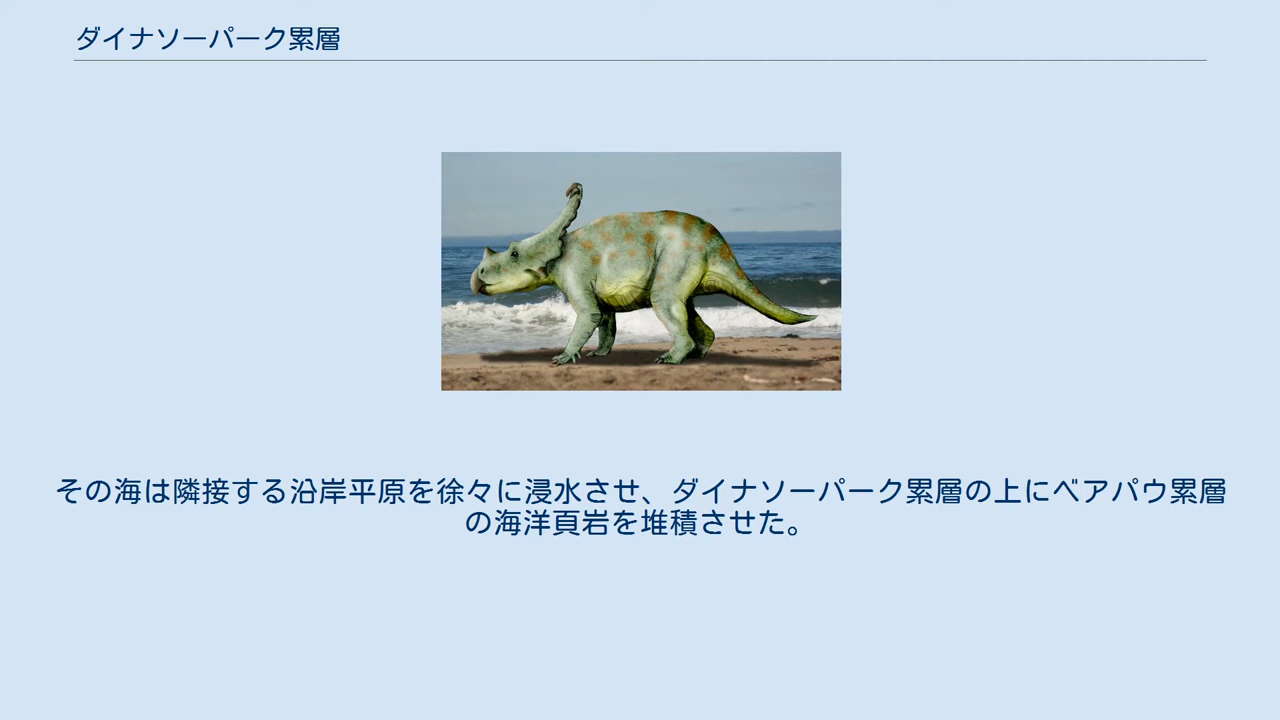 ダイナソーパーク累層
その海は隣接する沿岸平原を徐々に浸水させ、ダイナソーパーク累層の上にベアパウ累層
の海洋頁岩を堆積させた。